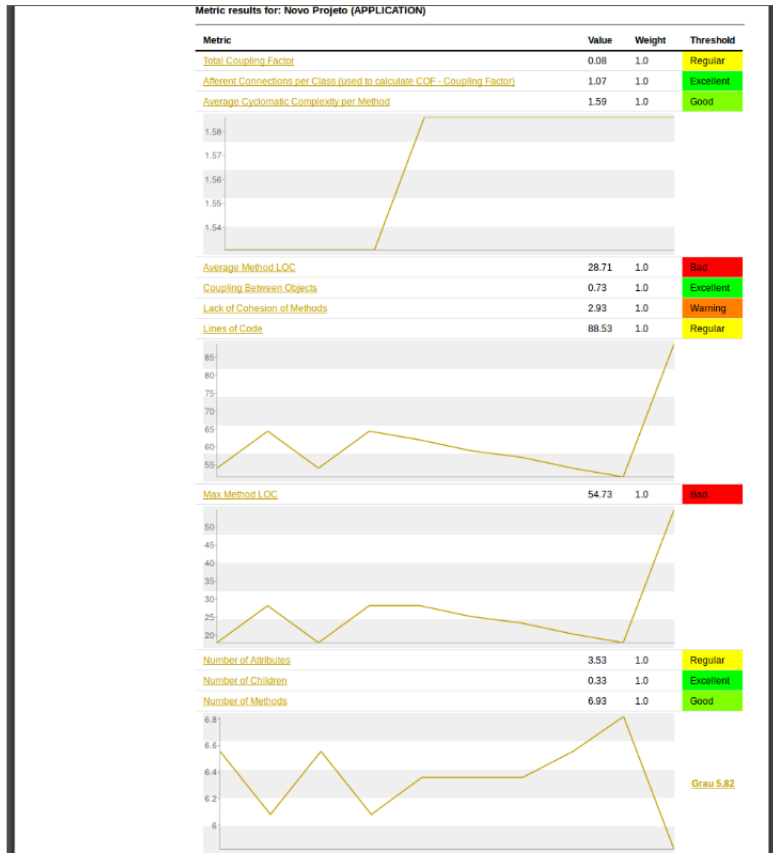 Metric results for: Novo Projeto (APPLICATION)
Metric Value Weight Threshold
Total Coupling Factor 0.08 1.0 Regular
Afferent Connections per Class (used to calculate COF - Coupling Factor) 1.07 1.0 Excellent
Average Cyclomatic Complexity per Method 1.59 1.0 Good
1.58
1.57
1.56
1.55
1.54
Average Method LOC 28.71 1.0 Bad
Coupling Between Objects 0.73 1.0 Excellent
Lack of Cohesion of Methods 2.93 1.0 Warning
Lines of Code 88.53 1.0 Regular
85
80
75
70
65
60
55
Max Method LOC 54.73 1.0 Bad
50
45
40
35
30
25
20
Number of Attributes 3.53 1.0 Regular
Number of Children 0.33 1.0 Excellent
Number of Methods 6.93 1.0 Good
6.8
6.6
6.4
Grau 5.82
6.2
6